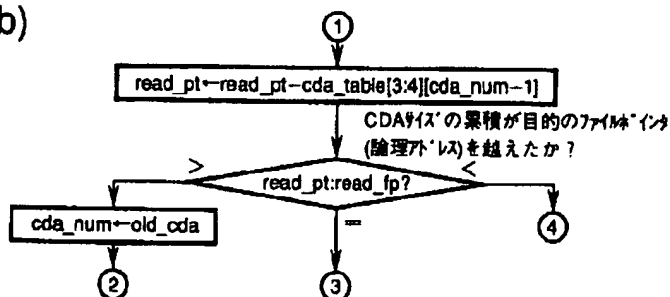 b)
①
read_pt←read_pt−cda_table[3:4][cda_num−1]
CDAサイズの累積が目的のファイルポインタ
(論理アドレス)を越えたか?
> read_pt:read_fp? <
=
cda_num←old_cda
④
② ③